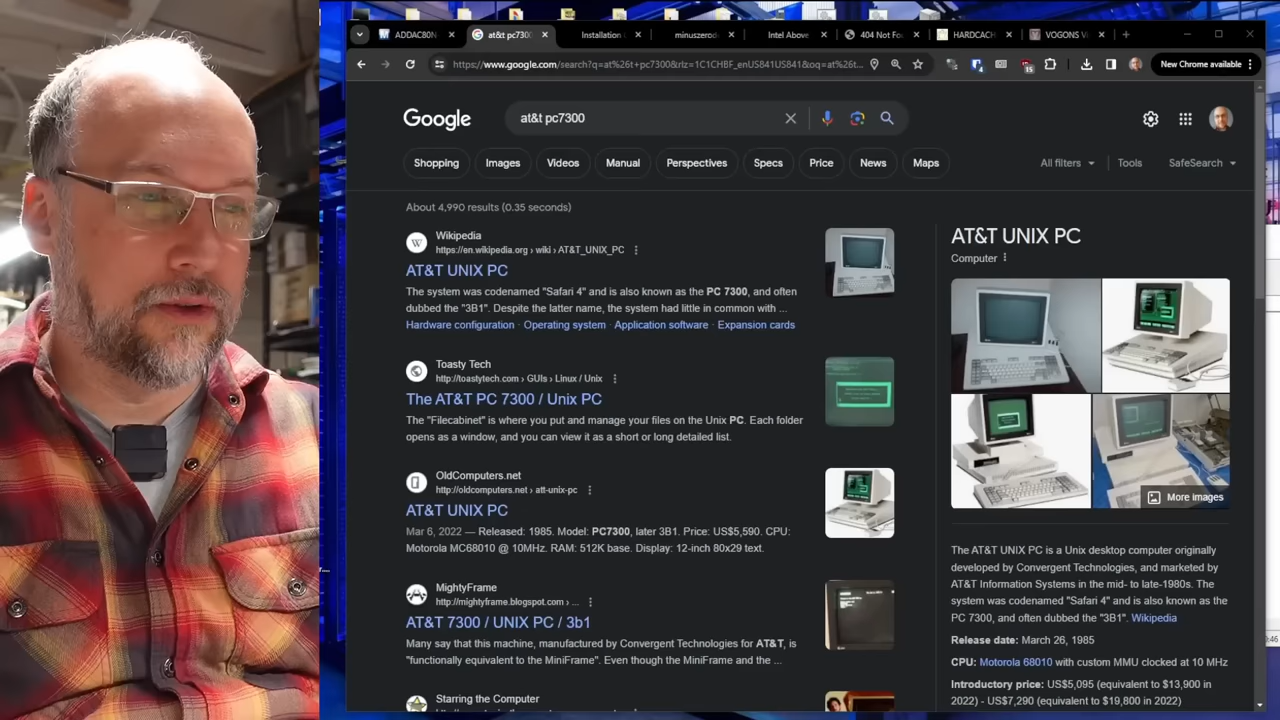 ADDAC80N
at&t pc7300
Installation i
minuszerod
Intel Above
404 Not Fo
HARDCACH
VOGONS Vi
https://www.google.com/search?q=at%26t+pc7300&rlz=1C1CHBF_enUS841US841&oq=at%26t...
15
New Chrome available
Google
at&t pc7300
Shopping
Images
Videos
Manual
Perspectives
Specs
Price
News
Maps
All filters
Tools
SafeSearch
About 4,990 results (0.35 seconds)
W
Wikipedia
https://en.wikipedia.org › wiki › AT&T_UNIX_PC
AT&T UNIX PC
The system was codenamed "Safari 4" and is also known as the PC 7300, and often
dubbed the "3B1". Despite the latter name, the system had little in common with ...
Hardware configuration · Operating system · Application software · Expansion cards
Toasty Tech
http://toastytech.com › GUIs › Linux / Unix
The AT&T PC 7300 / Unix PC
The "Filecabinet" is where you put and manage your files on the Unix PC. Each folder
opens as a window, and you can view it as a short or long detailed list.
OldComputers.net
http://oldcomputers.net › att-unix-pc
AT&T UNIX PC
Mar 6, 2022 — Released: 1985. Model: PC7300, later 3B1. Price: US$5,590. CPU:
Motorola MC68010 @ 10MHz. RAM: 512K base. Display: 12-inch 80x29 text.
MightyFrame
http://mightyframe.blogspot.com › ...
AT&T 7300 / UNIX PC / 3b1
Many say that this machine, manufactured by Convergent Technologies for AT&T, is
"functionally equivalent to the MiniFrame". Even though the MiniFrame and the ...
Starring the Computer
AT&T UNIX PC
Computer
More images
The AT&T UNIX PC is a Unix desktop computer originally
developed by Convergent Technologies, and marketed by
AT&T Information Systems in the mid- to late-1980s. The
system was codenamed "Safari 4" and is also known as the
PC 7300, and often dubbed the "3B1". Wikipedia
Release date: March 26, 1985
CPU: Motorola 68010 with custom MMU clocked at 10 MHz
Introductory price: US$5,095 (equivalent to $13,900 in
2022) - US$7,290 (equivalent to $19,800 in 2022)